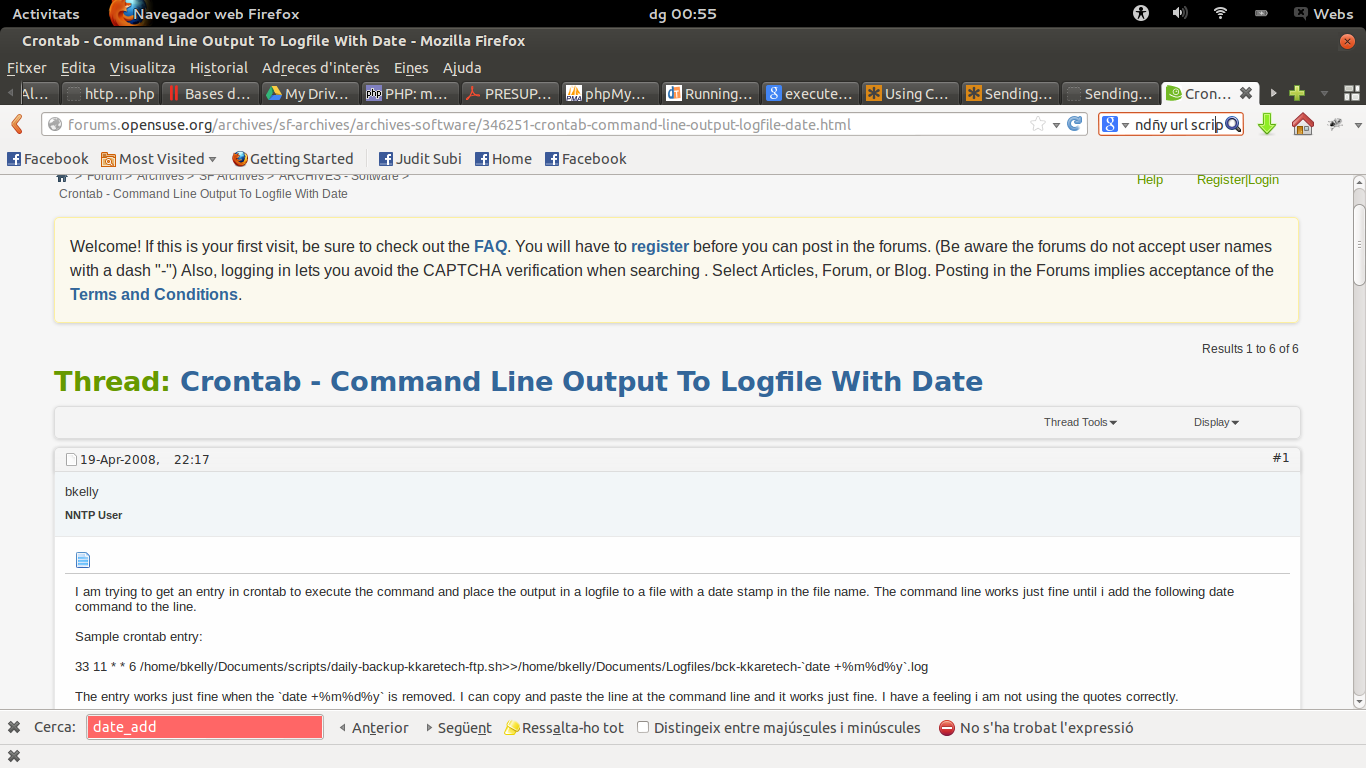 Activitats Navegador web Firefox dg 00:55 Webs
Crontab - Command Line Output To Logfile With Date - Mozilla Firefox
Fitxer Edita Visualitza Historial Adreces d'interès Eines Ajuda
Al... http...php Bases d... My Driv... PHP: m... PRESUP... phpMy... Running... execute... Using C... Sending... Sending... Cron...
forums.opensuse.org/archives/sf-archives/archives-software/346251-crontab-command-line-output-logfile-date.html ndñy url scrip
Facebook Most Visited Getting Started Judit Subi Home Facebook
> Forum > Archives > SF Archives > ARCHIVES - Software >
Crontab - Command Line Output To Logfile With Date
Help Register|Login
Welcome! If this is your first visit, be sure to check out the FAQ. You will have to register before you can post in the forums. (Be aware the forums do not accept user names
with a dash "-") Also, logging in lets you avoid the CAPTCHA verification when searching . Select Articles, Forum, or Blog. Posting in the Forums implies acceptance of the
Terms and Conditions.
Results 1 to 6 of 6
Thread: Crontab - Command Line Output To Logfile With Date
Thread Tools Display
19-Apr-2008, 22:17 #1
bkelly
NNTP User
I am trying to get an entry in crontab to execute the command and place the output in a logfile to a file with a date stamp in the file name. The command line works just fine until i add the following date
command to the line.
Sample crontab entry:
33 11 * * 6 /home/bkelly/Documents/scripts/daily-backup-kkaretech-ftp.sh>>/home/bkelly/Documents/Logfiles/bck-kkaretech-`date +%m%d%y`.log
The entry works just fine when the `date +%m%d%y` is removed. I can copy and paste the line at the command line and it works just fine. I have a feeling i am not using the quotes correctly.
Cerca: date_add Anterior Següent Ressalta-ho tot Distingeix entre majúscules i minúscules No s'ha trobat l'expressió